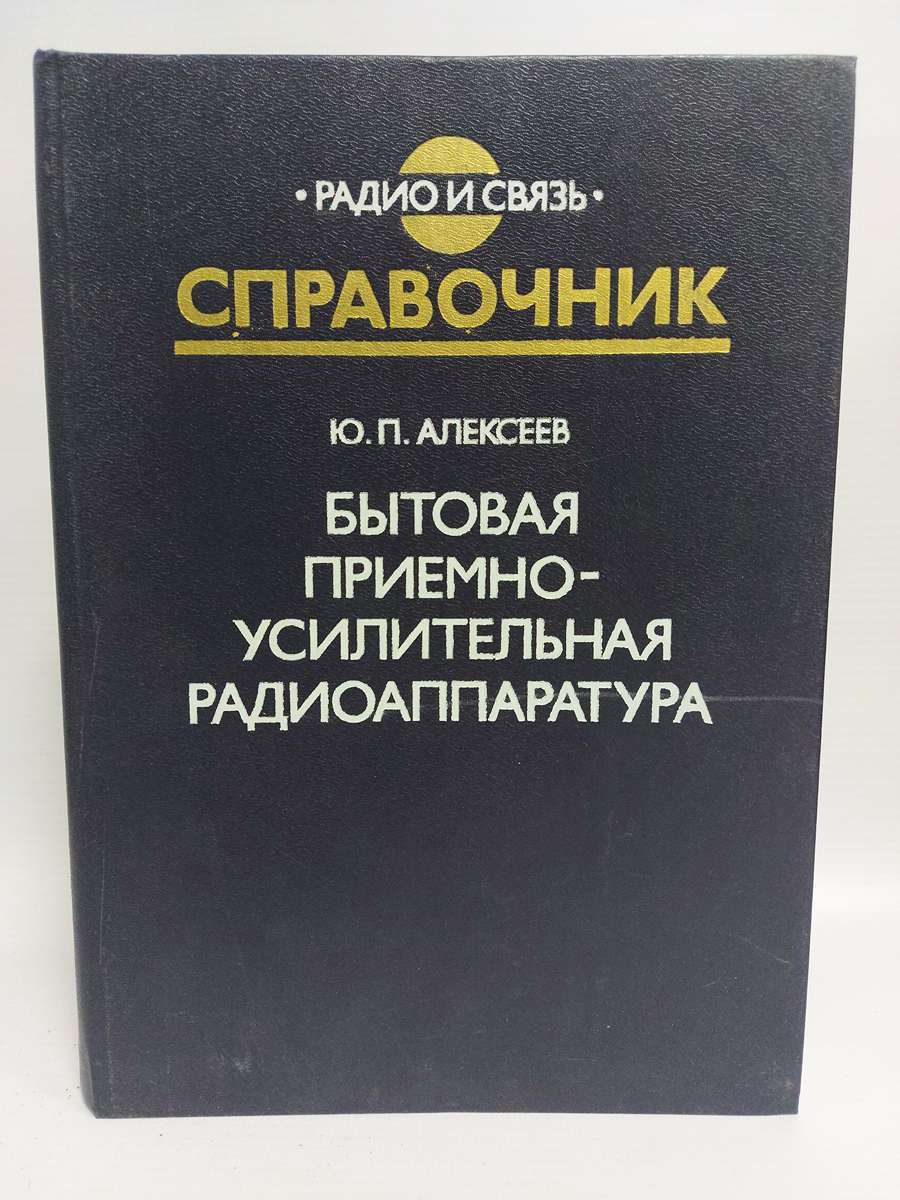 • РАДИО И СВЯЗЬ •
СПРАВОЧНИК
Ю. П. АЛЕКСЕЕВ
БЫТОВАЯ
ПРИЕМНО-
УСИЛИТЕЛЬНАЯ
РАДИОАППАРАТУРА